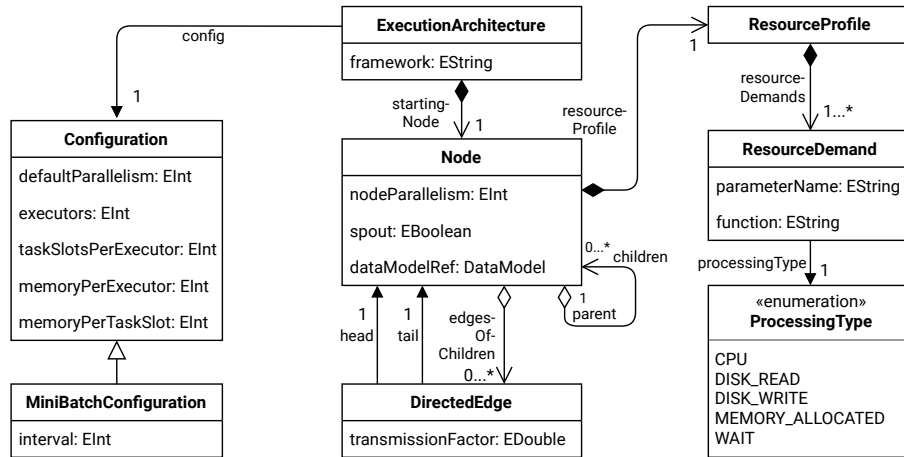 ExecutionArchitecture
framework: EString
config
1
starting-
Node
1
resource-
Profile
1
ResourceProfile
resource-
Demands
1...*
Configuration
defaultParallelism: EInt
executors: EInt
taskSlotsPerExecutor: EInt
memoryPerExecutor: EInt
memoryPerTaskSlot: EInt
Node
nodeParallelism: EInt
spout: EBoolean
dataModelRef: DataModel
0...*
children
1
parent
ResourceDemand
parameterName: EString
function: EString
processingType
1
1
head
1
tail
edges-
Of-
Children
0...*
«enumeration»
ProcessingType
CPU
DISK_READ
DISK_WRITE
MEMORY_ALLOCATED
WAIT
MiniBatchConfiguration
interval: EInt
DirectedEdge
transmissionFactor: EDouble